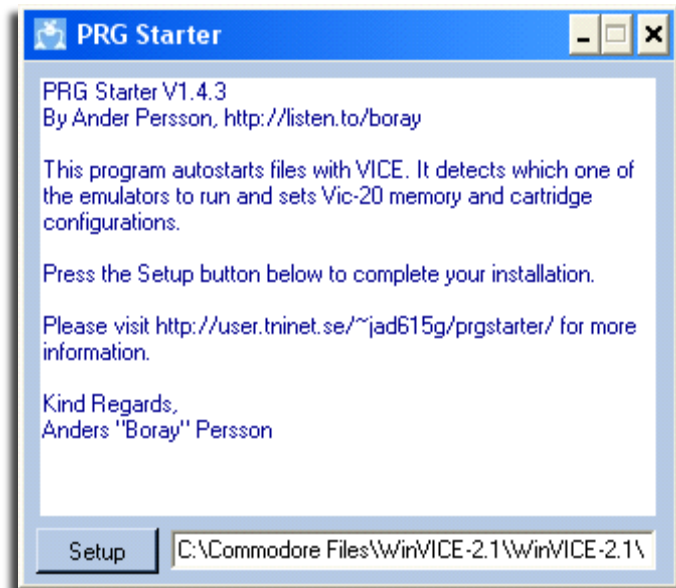 PRG Starter
PRG Starter V1.4.3
By Ander Persson, http://listen.to/boray
This program autostarts files with VICE. It detects which one of
the emulators to run and sets Vic-20 memory and cartridge
configurations.
Press the Setup button below to complete your installation.
Please visit http://user.tninet.se/~jad615g/prgstarter/ for more
information.
Kind Regards,
Anders "Boray" Persson
Setup
C:\Commodore Files\WinVICE-2.1\WinVICE-2.1\